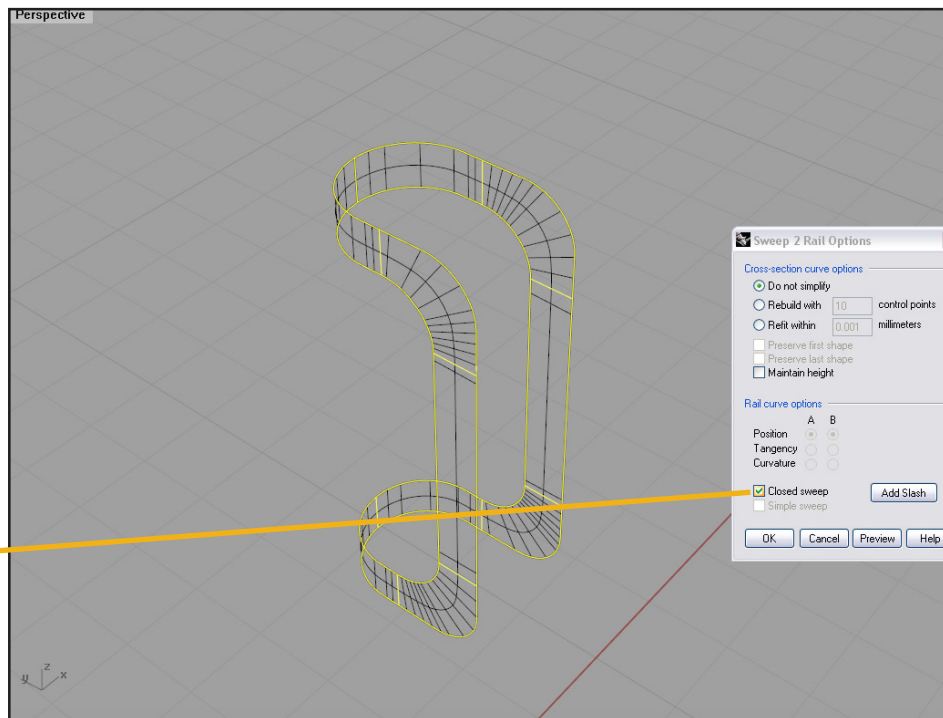 Perspective
Sweep 2 Rail Options
Cross-section curve options
Do not simplify
Rebuild with 10 control points
Refit within 0.001 millimeters
Preserve first shape
Preserve last shape
Maintain height
Rail curve options
A B
Position
Tangency
Curvature
Closed sweep
Add Slash
Simple sweep
OK Cancel Preview Help
z
y x